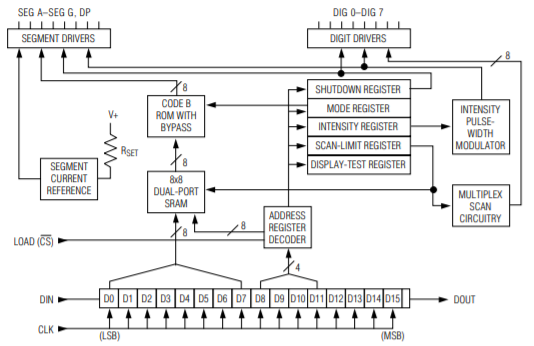 SEG A–SEG G, DP
DIG 0–DIG 7
SEGMENT DRIVERS
DIGIT DRIVERS
8
8
SHUTDOWN REGISTER
CODE B
ROM WITH
BYPASS
MODE REGISTER
INTENSITY
PULSE-
WIDTH
MODULATOR
V+
INTENSITY REGISTER
RSET
SCAN-LIMIT REGISTER
8
SEGMENT
CURRENT
REFERENCE
DISPLAY-TEST REGISTER
8x8
DUAL-PORT
SRAM
MULTIPLEX
SCAN
CIRCUITRY
ADDRESS
REGISTER
DECODER
8
8
LOAD (CS)
4
DIN
D0 D1 D2 D3 D4 D5 D6 D7 D8 D9 D10 D11 D12 D13 D14 D15
DOUT
CLK
(LSB)
(MSB)